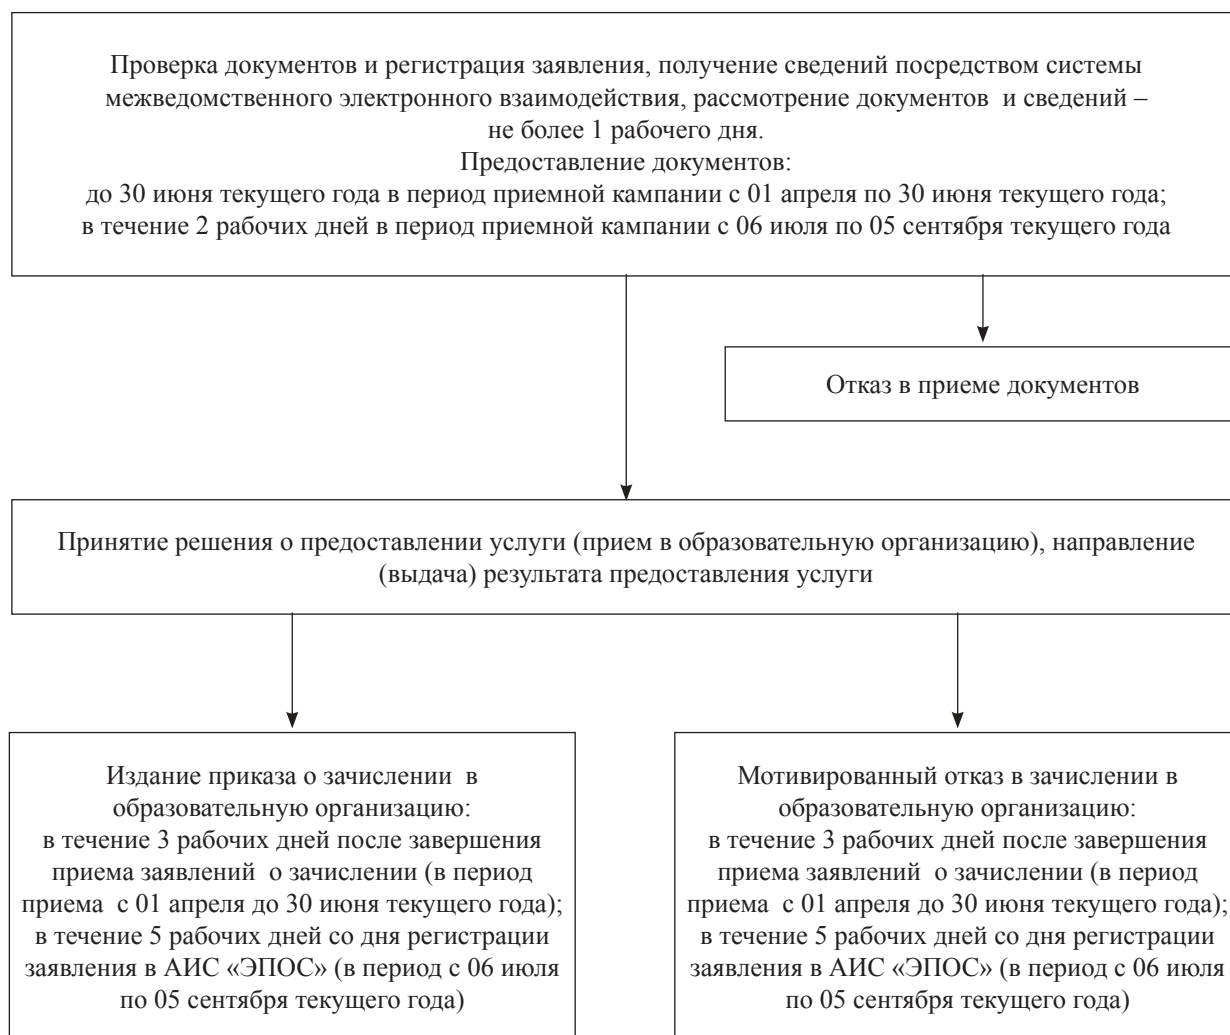 Проверка документов и регистрация заявления, получение сведений посредством системы
межведомственного электронного взаимодействия, рассмотрение документов и сведений –
не более 1 рабочего дня.
Предоставление документов:
до 30 июня текущего года в период приемной кампании с 01 апреля по 30 июня текущего года;
в течение 2 рабочих дней в период приемной кампании с 06 июля по 05 сентября текущего года
Отказ в приеме документов
Принятие решения о предоставлении услуги (прием в образовательную организацию), направление
(выдача) результата предоставления услуги
Издание приказа о зачислении в
образовательную организацию:
в течение 3 рабочих дней после завершения
приема заявлений о зачислении (в период
приема с 01 апреля до 30 июня текущего года);
в течение 5 рабочих дней со дня регистрации
заявления в АИС «ЭПОС» (в период с 06 июля
по 05 сентября текущего года)
Мотивированный отказ в зачислении в
образовательную организацию:
в течение 3 рабочих дней после завершения
приема заявлений о зачислении (в период
приема с 01 апреля до 30 июня текущего года);
в течение 5 рабочих дней со дня регистрации
заявления в АИС «ЭПОС» (в период с 06 июля
по 05 сентября текущего года)